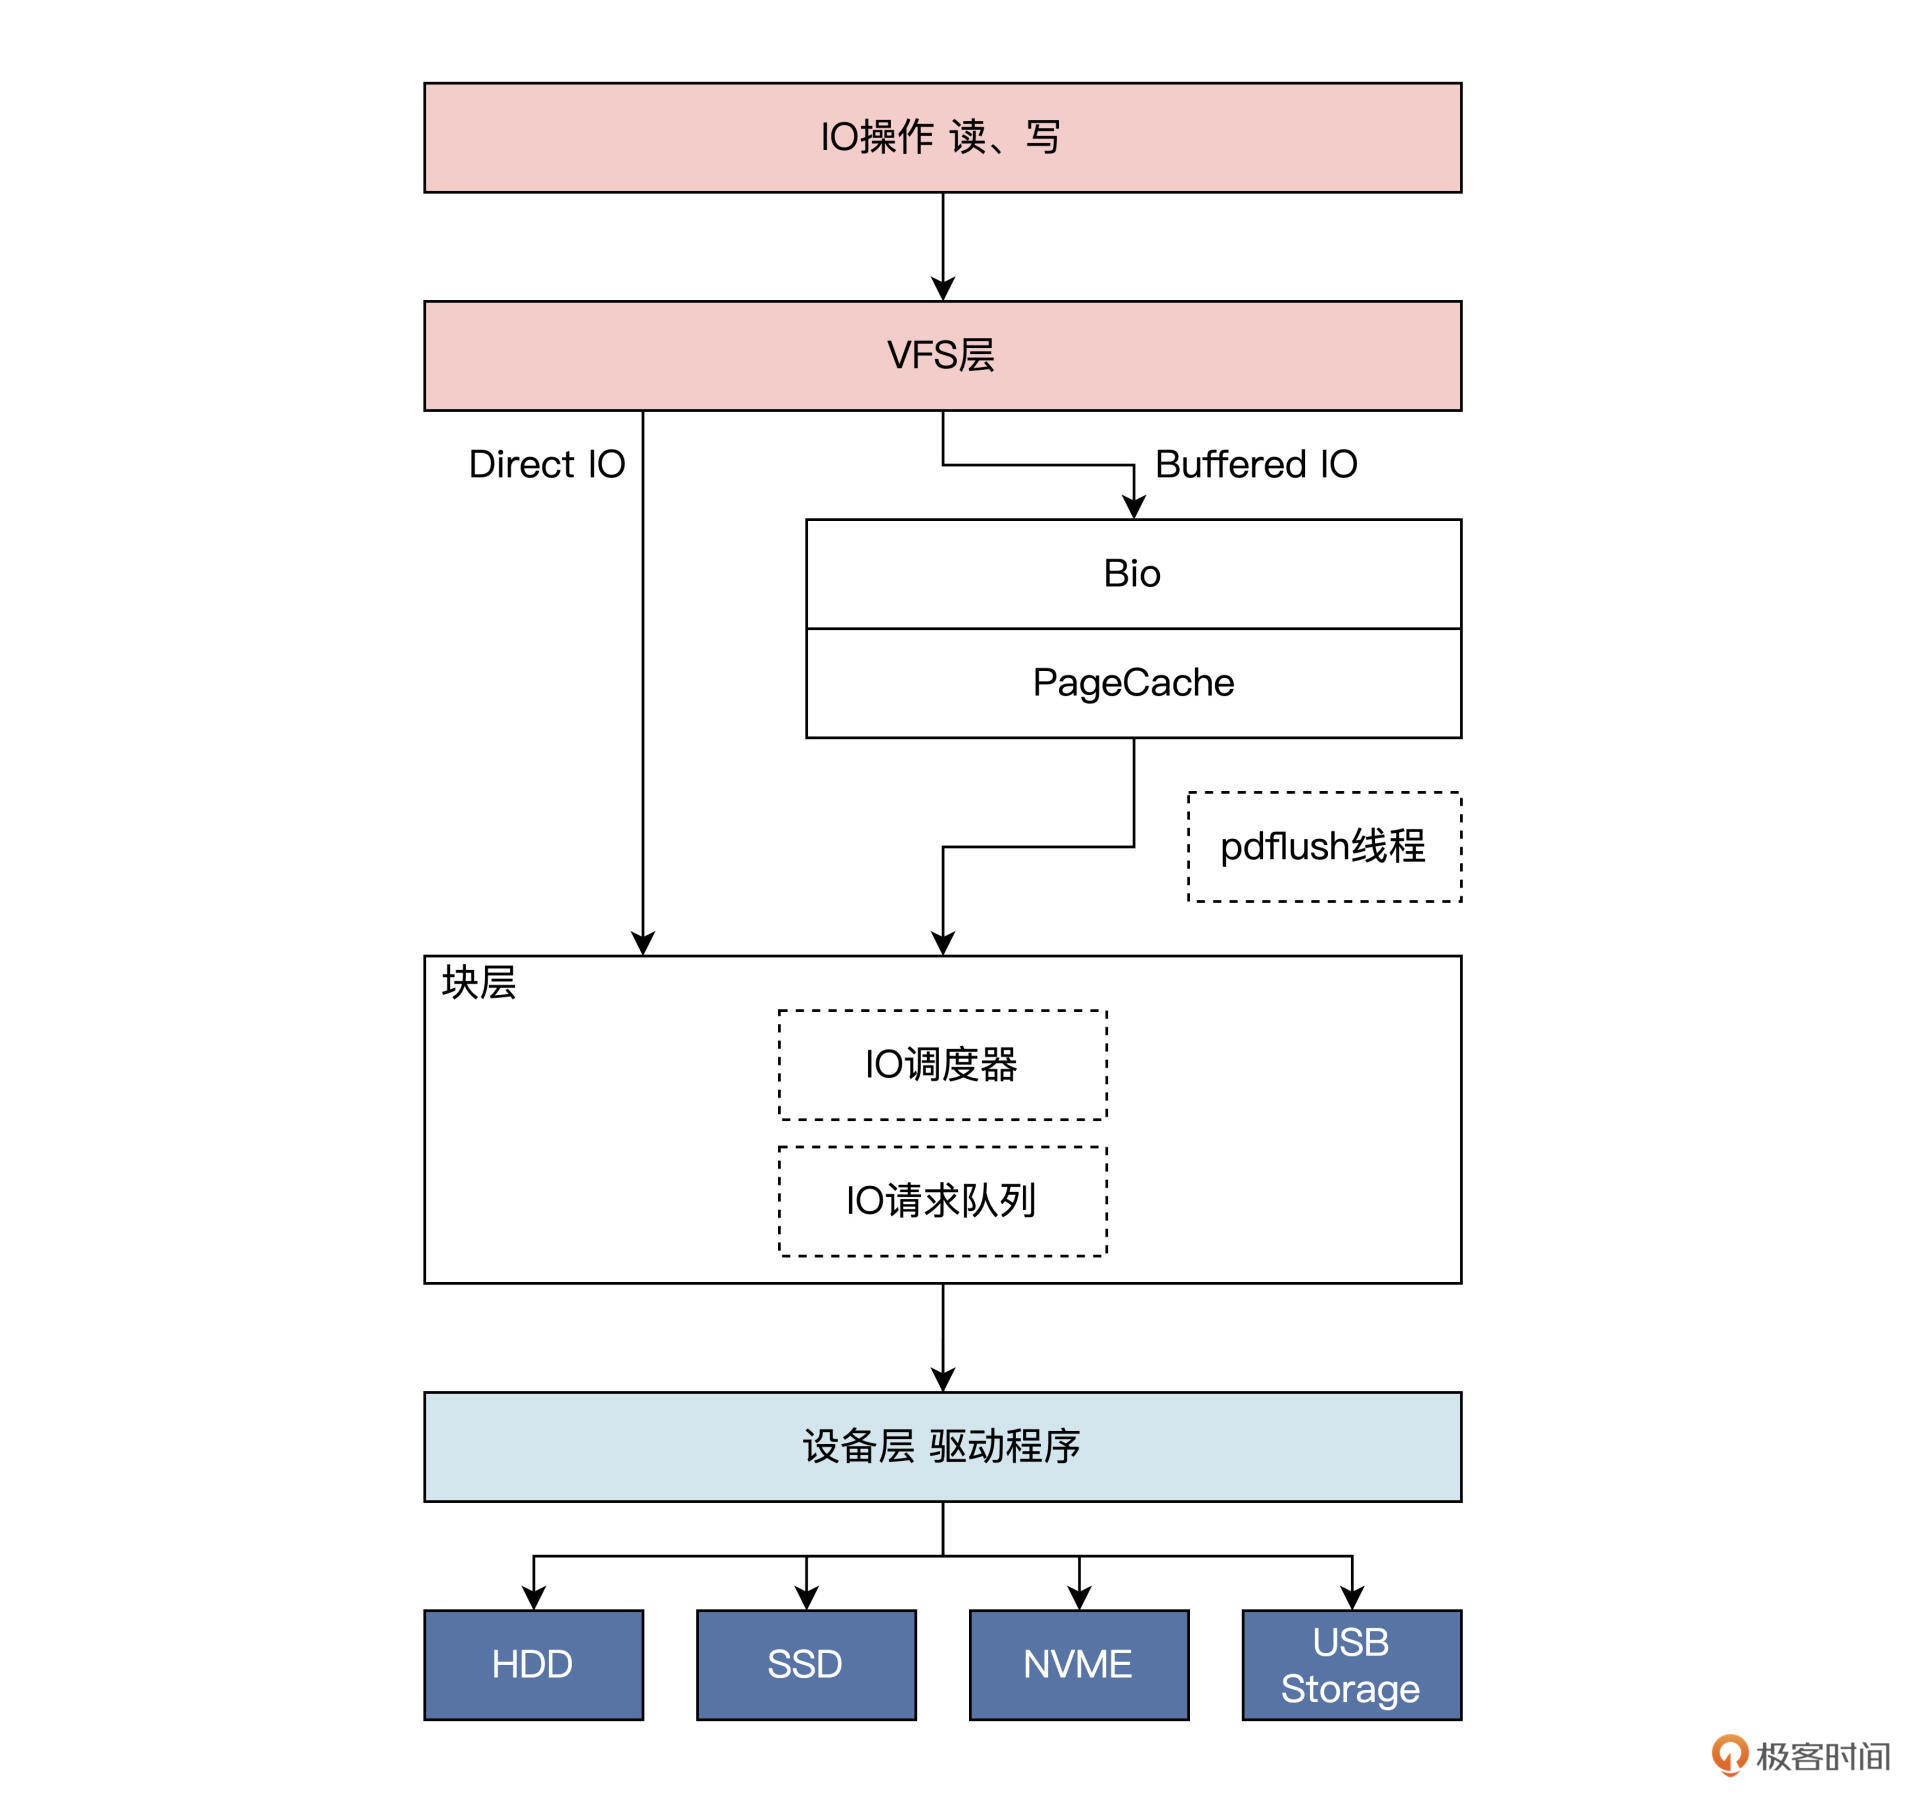 IO操作 读、写
VFS层
Direct IO
Buffered IO
Bio
PageCache
pdflush线程
块层
IO调度器
IO请求队列
设备层 驱动程序
HDD
SSD
NVME
USB
Storage
极客时间